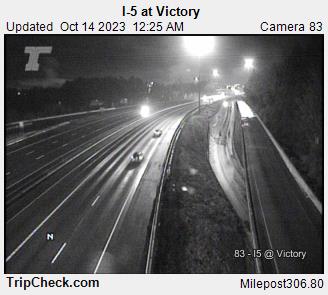 I-5 at Victory
Updated Oct 14 2023 12:25 AM Camera 83
T
N
83 - I5 @ Victory
TripCheck.com Milepost306.80